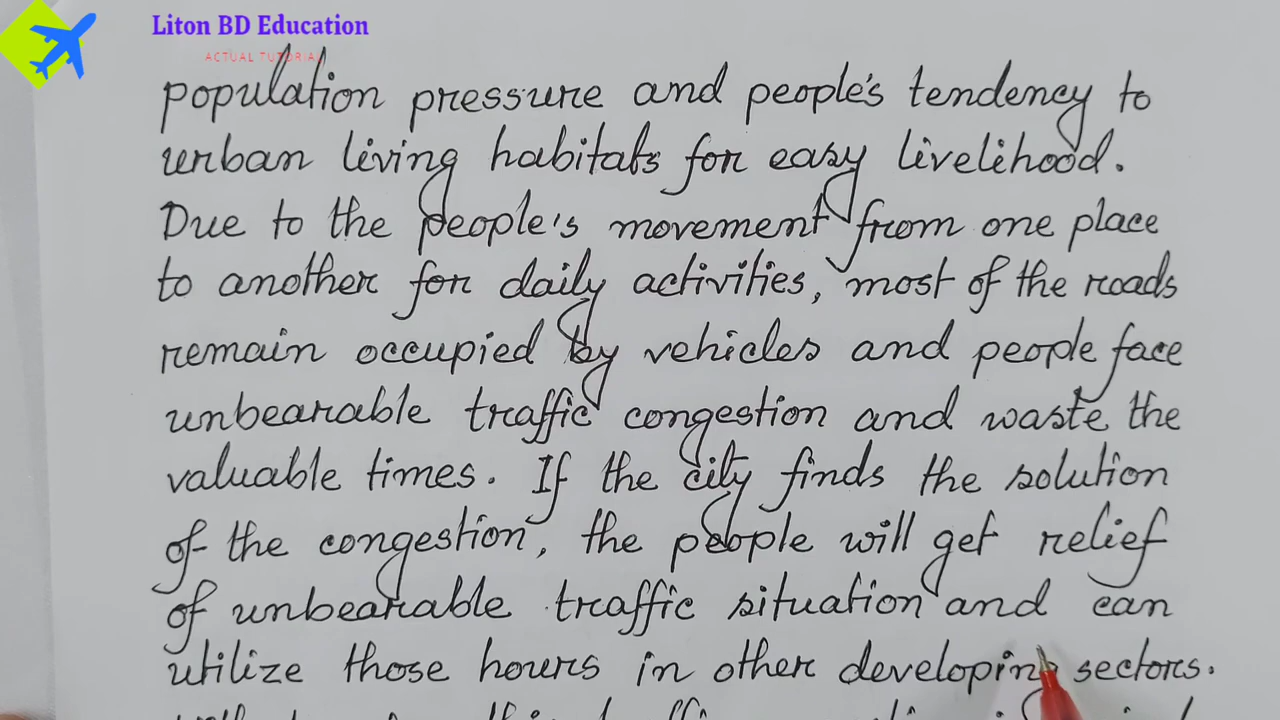 Liton BD Education
ACTUAL TUTORIAL
population pressure and people's tendency to
urban living habitats for easy livelihood.
Due to the people's movement from one place
to another for daily activities, most of the roads
remain occupied by vehicles and people face
unbearable traffic congestion and waste the
valuable times. If the city finds the solution
of the congestion, the people will get relief
of unbearable traffic situation and can
utilize those hours in other developing sectors.